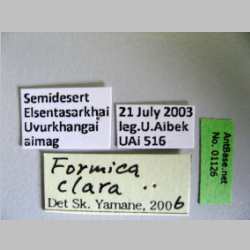 Semidesert
Elsentasarkhai
Uvurkhangai
aimag
21 July 2003
leg.U.Aibek
UAi 516
AntBase.net
No. 01126
Formica
clara ..
Det Sk. Yamane, 2006